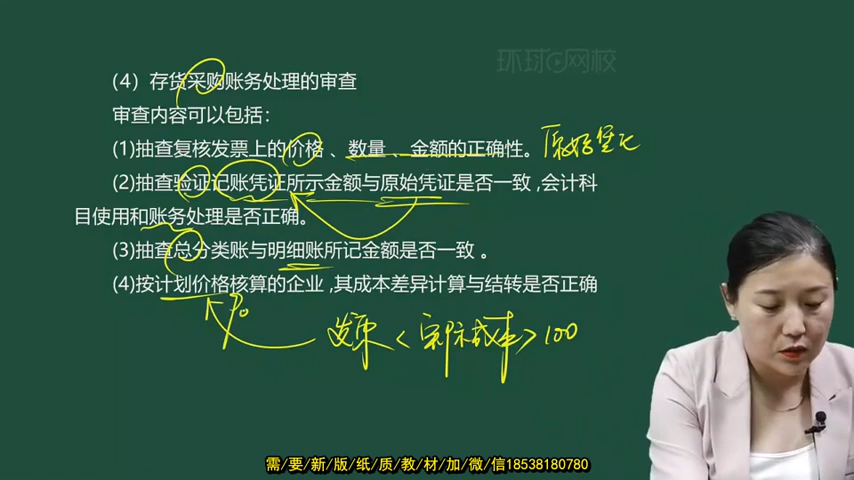 环球网校
(4）存货采购账务处理的审查
审查内容可以包括：
(1)抽查复核发票上的价格 、数量 、金额的正确性。
(2)抽查验证记账凭证所示金额与原始凭证是否一致 ,会计科
目使用和账务处理是否正确。
(3)抽查总分类账与明细账所记金额是否一致 。
(4)按计划价格核算的企业 ,其成本差异计算与结转是否正确
实际成本 100
需/要/新/版/纸/质/教/材/加/微/信18538180780